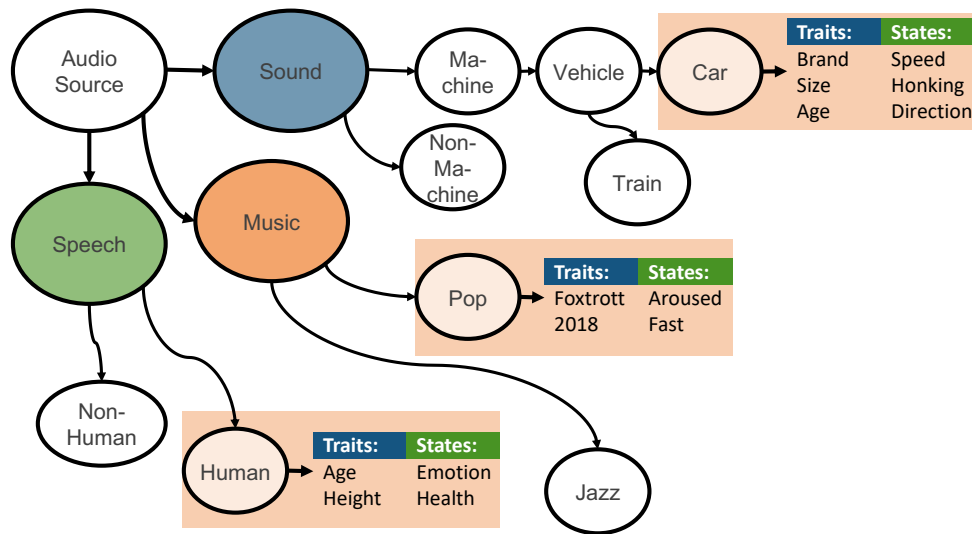 Audio
Source
Sound
Ma-
chine
Vehicle
Car
Traits: States:
Brand Speed
Size Honking
Age Direction
Non-
Ma-
chine
Train
Speech
Music
Pop
Traits: States:
Foxtrott Aroused
2018 Fast
Non-
Human
Human
Traits: States:
Age Emotion
Height Health
Jazz